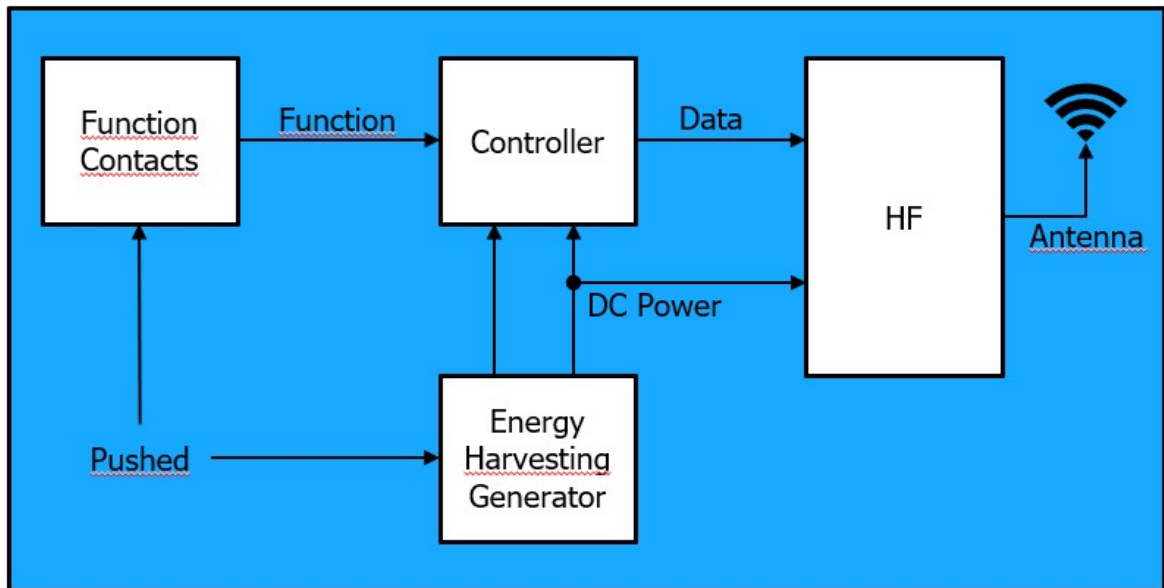 Function
Contacts
Function
Controller
Data
HF
Antenna
DC Power
Pushed
Energy
Harvesting
Generator